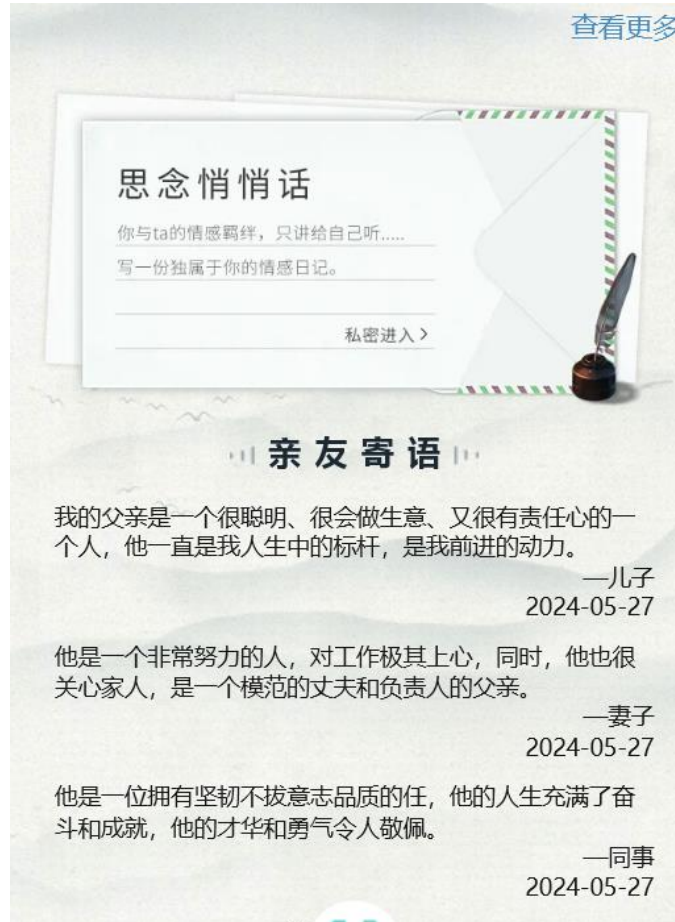 查看更多
思念悄悄话
你与ta的情感羁绊，只讲给自己听.....
写一份独属于你的情感日记。
私密进入>
亲友寄语
我的父亲是一个很聪明、很会做生意、又很有责任心的一
个人，他一直是我人生中的标杆，是我前进的动力。
—儿子
2024-05-27
他是一个非常努力的人，对工作极其上心，同时，他也很
关心家人，是一个模范的丈夫和负责人的父亲。
—妻子
2024-05-27
他是一位拥有坚韧不拔意志品质的任，他的人生充满了奋
斗和成就，他的才华和勇气令人敬佩。
—同事
2024-05-27